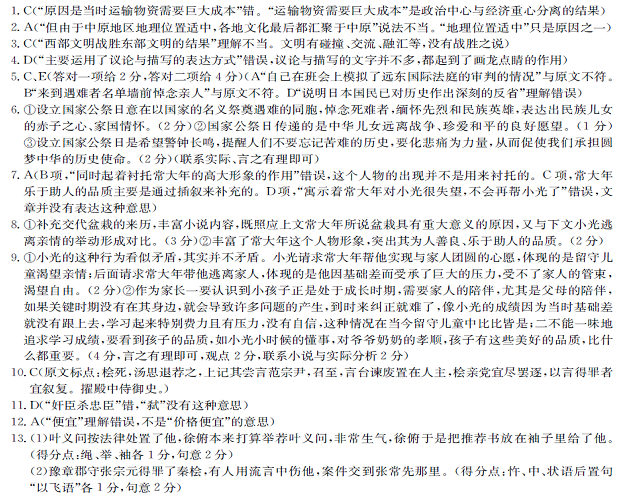 1. C(“原因是当时运输物资需要巨大成本”错。“运输物资需要巨大成本”是政治中心与经济重心分离的结果)
2. A(“但由于中原地区地理位置适中,各地文化最后都汇聚于中原”说法不当。“地理位置适中”只是原因之一)
3. C(“西部文明战胜东部文明的结果”理解不当。文明有碰撞、交流、融汇等,没有战胜之说)
4. D(“主要运用了议论与描写的表达方式”错误,议论与描写的文字并不多,都起到了画龙点睛的作用)
5. C、E(答对一项给2分,答对二项给4分)(A“自己在班会上模拟了远东国际法庭的审判的情况”与原文不符。
B“来到遇难者名单墙前悼念亲人”与原文不符。D“说明日本国民已对历史作出深刻的反省”理解错误)
6. ①设立国家公祭日意在以国家的名义祭奠遇难的同胞,悼念死难者,缅怀先烈和民族英雄,表达出民族儿女
的赤子之心、家国情怀。(2分)②国家公祭日传递的是中华儿女远离战争、珍爱和平的良好愿望。(1分)
③设立国家公祭日是希望警钟长鸣,提醒人们不要忘记苦难的历史,要化悲痛为力量,从而促使我们承担圆
梦中华的历史使命。(2分)(联系实际、言之有理即可)
7. A(B项,“同时起着衬托常大年的高大形象的作用”错误,这个人物的出现并不是用来衬托的。C项,常大年
乐于助人的品质主要是通过插叙来补充的。D项,“寓示着常大年对小光很失望,不会再帮小光了”错误,文
章并没有表达这种意思)
8. ①补充交代盆栽的来历,丰富小说内容,既照应上文常大年所说盆栽具有重大意义的原因,又与下文小光逃
离亲情的举动形成对比。(3分)②丰富了常大年这个人物形象,突出其为人善良、乐于助人的品质。(2分)
9. ①小光的这种行为看似矛盾,其实并不矛盾。小光请求常大年帮他实现与家人团圆的心愿,体现的是留守儿
童渴望亲情;后面请求常大年带他逃离家人,体现的是他因基础差而受承了巨大的压力,受不了家人的管束,
渴望自由。(2分)②作为家长一要认识到小孩子正是处于成长时期,需要家人的陪伴,尤其是父母的陪伴,
如果关键时期没有在其身边,就会导致许多问题的产生,到时来纠正就难了,像小光的成绩因为当时基础差
就没有跟上去,学习起来特别费力且有压力,没有自信,这种情况在当今留守儿童中比比皆是;二不能一味地
追求学习成绩,要看到孩子的品质,如小光小时候的懂事,对爷爷奶奶的孝顺,孩子有这些美好的品质,比什
么都重要。(4分,言之有理即可,观点2分,联系小说与实际分析2分)
10. C(原文标点:桧死,汤思退荐之,上记其尝言范宗尹,召至,言台谏废置在人主,桧亲党宜尽罢逐,以言得罪者
宜叙复。擢殿中侍御史。)
11. D(“奸臣杀忠臣”错,“弑”没有这种意思)
12. A(“便宜”理解错误,不是“价格便宜”的意思)
13. (1)叶义问按法律处置了他,徐俯本来打算举荐叶义问,非常生气,徐俯于是把推荐书放在袖子里给了他。
(得分点:绳、举、袖各1分,句意2分)
(2)豫章郡守张宗元得罪了秦桧,有人用流言中伤他,案件交到张常先那里。(得分点:忤、中、状语后置句
“以飞语”各1分,句意2分)